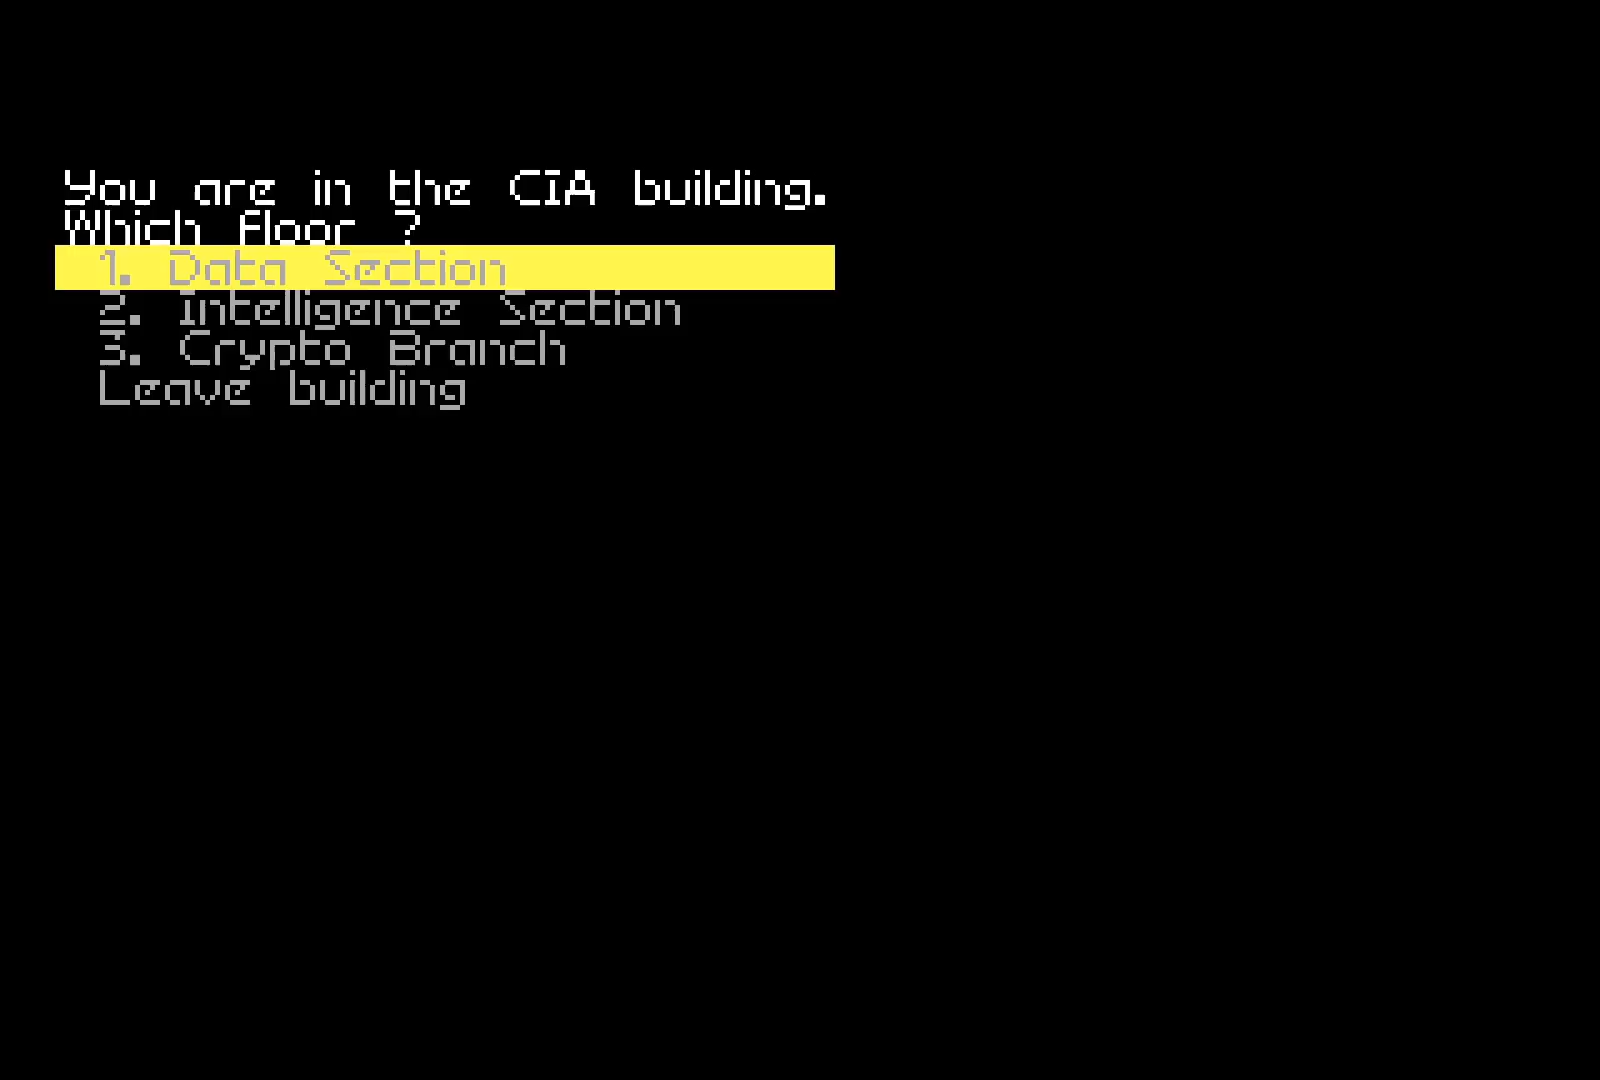 You are in the CIA building.
Which floor ?
1. Data Section
2. Intelligence Section
3. Crypto Branch
Leave building